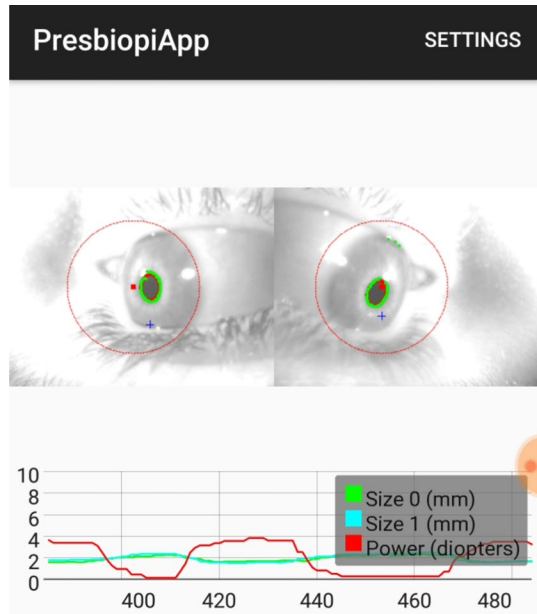 PresbiopiApp SETTINGS
10
8
6
4
2
0
Size 0 (mm)
Size 1 (mm)
Power (diopters)
400 420 440 460 480